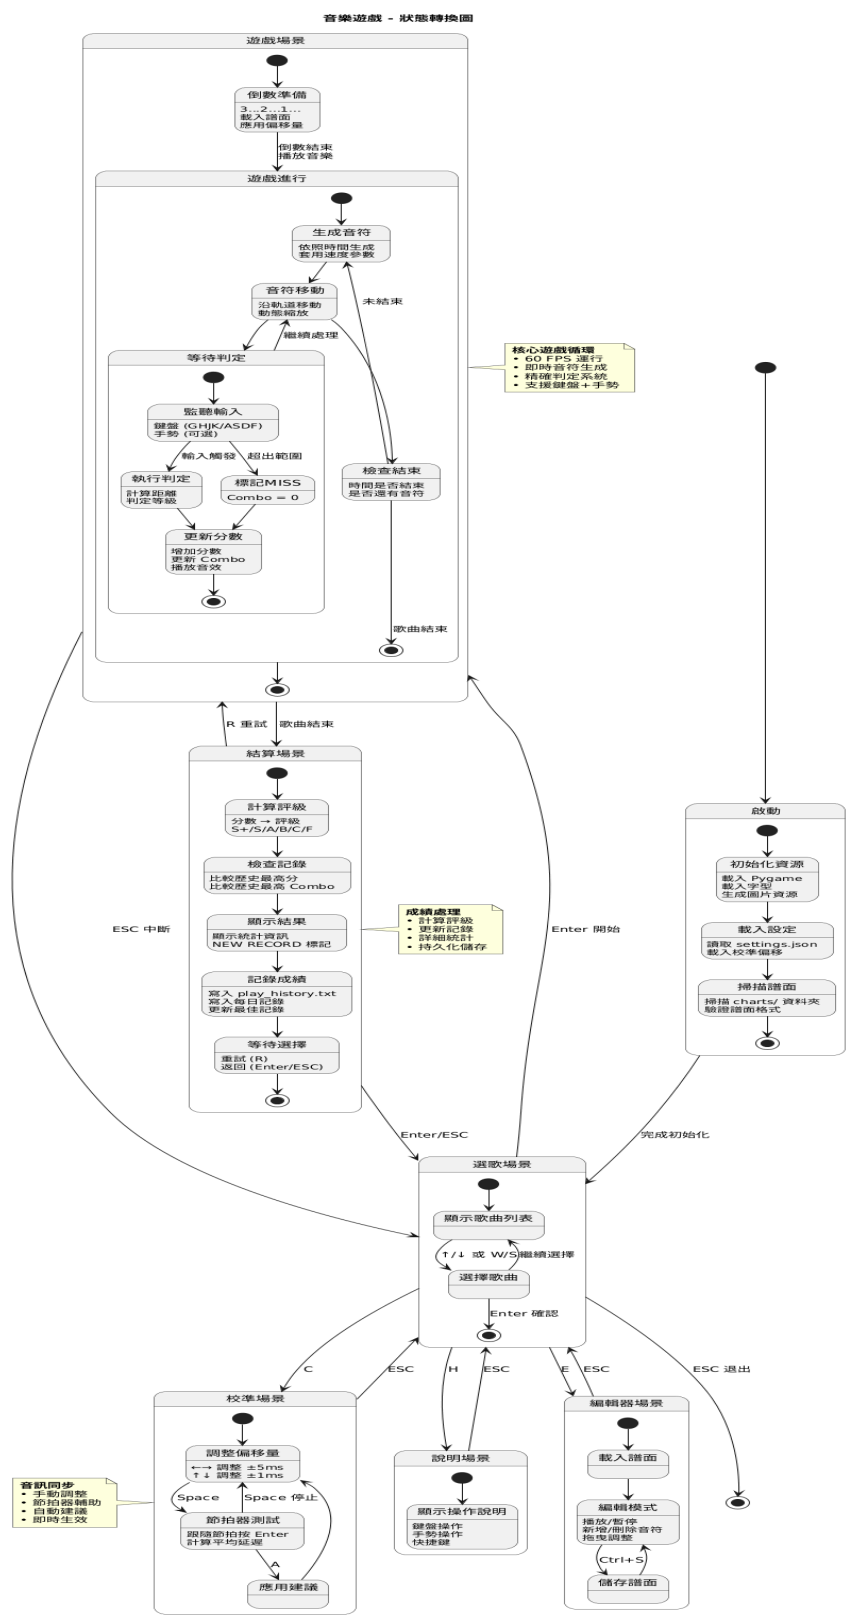 音樂遊戲 - 狀態轉換圖
遊戲場景
倒數準備
3...2...1...
載入譜面
應用偏移量
倒數結束
播放音樂
遊戲進行
生成音符
依照時間生成
套用速度參數
音符移動
沿軌道移動
動態縮放
未結束
繼續處理
等待判定
監聽輸入
鍵盤 (GHJK/ASDF)
手勢 (可選)
輸入觸發
超出範圍
執行判定
計算距離
判定等級
標記MISS
Combo = 0
更新分數
增加分數
更新 Combo
播放音效
檢查結束
時間是否結束
是否還有音符
歌曲結束
核心遊戲循環
• 60 FPS 運行
• 即時音符生成
• 精確判定系統
• 支援鍵盤+手勢
R 重試
歌曲結束
結算場景
計算評級
分數 → 評級
S+/S/A/B/C/F
檢查記錄
比較歷史最高分
比較歷史最高 Combo
顯示結果
顯示統計資訊
NEW RECORD 標記
記錄成績
寫入 play_history.txt
寫入每日記錄
更新最佳記錄
等待選擇
重試 (R)
返回 (Enter/ESC)
成績處理
• 計算評級
• 更新記錄
• 詳細統計
• 持久化儲存
ESC 中斷
Enter 開始
啟動
初始化資源
載入 Pygame
載入字型
生成圖片資源
載入設定
讀取 settings.json
載入校準偏移
掃描譜面
掃描 charts/ 資料夾
驗證譜面格式
Enter/ESC
完成初始化
選歌場景
顯示歌曲列表
↑/↓ 或 W/S
繼續選擇
選擇歌曲
Enter 確認
C
ESC
H
ESC
E
ESC
ESC 退出
校準場景
調整偏移量
←→ 調整 ±5ms
↑↓ 調整 ±1ms
Space
Space 停止
節拍器測試
跟隨節拍按 Enter
計算平均延遲
A
應用建議
音訊同步
• 手動調整
• 節拍器輔助
• 自動建議
• 即時生效
說明場景
顯示操作說明
鍵盤操作
手勢操作
快捷鍵
編輯器場景
載入譜面
編輯模式
播放/暫停
新增/刪除音符
拖曳調整
Ctrl+S
儲存譜面